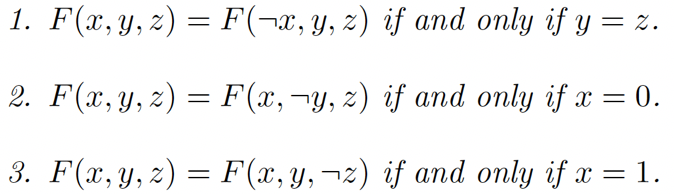 1. F(x, y, z) = F(¬x, y, z) if and only if y = z.
2. F(x, y, z) = F(x, ¬y, z) if and only if x = 0.
3. F(x, y, z) = F(x, y, ¬z) if and only if x = 1.